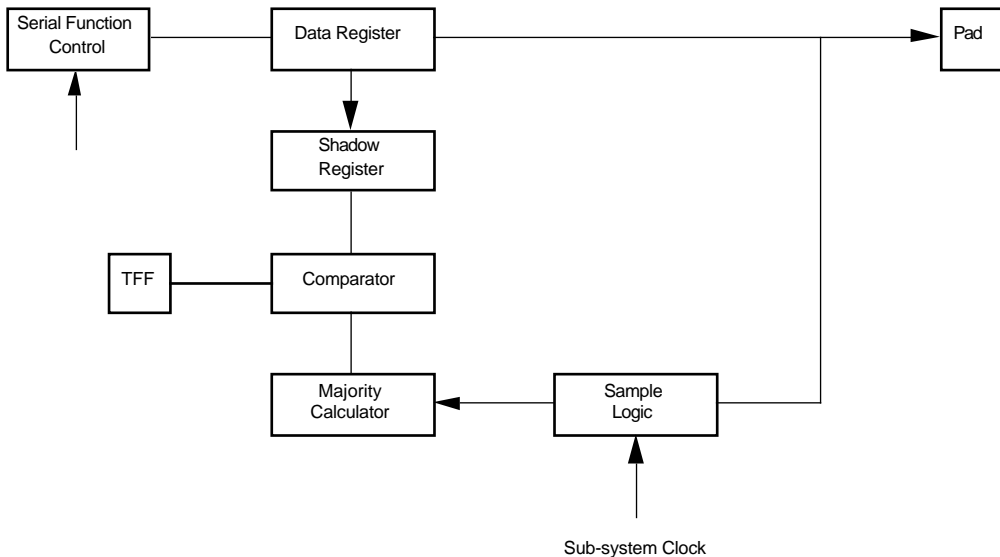 Serial Function
Control
Data Register
Pad
Shadow
Register
TFF
Comparator
Majority
Calculator
Sample
Logic
Sub-system Clock